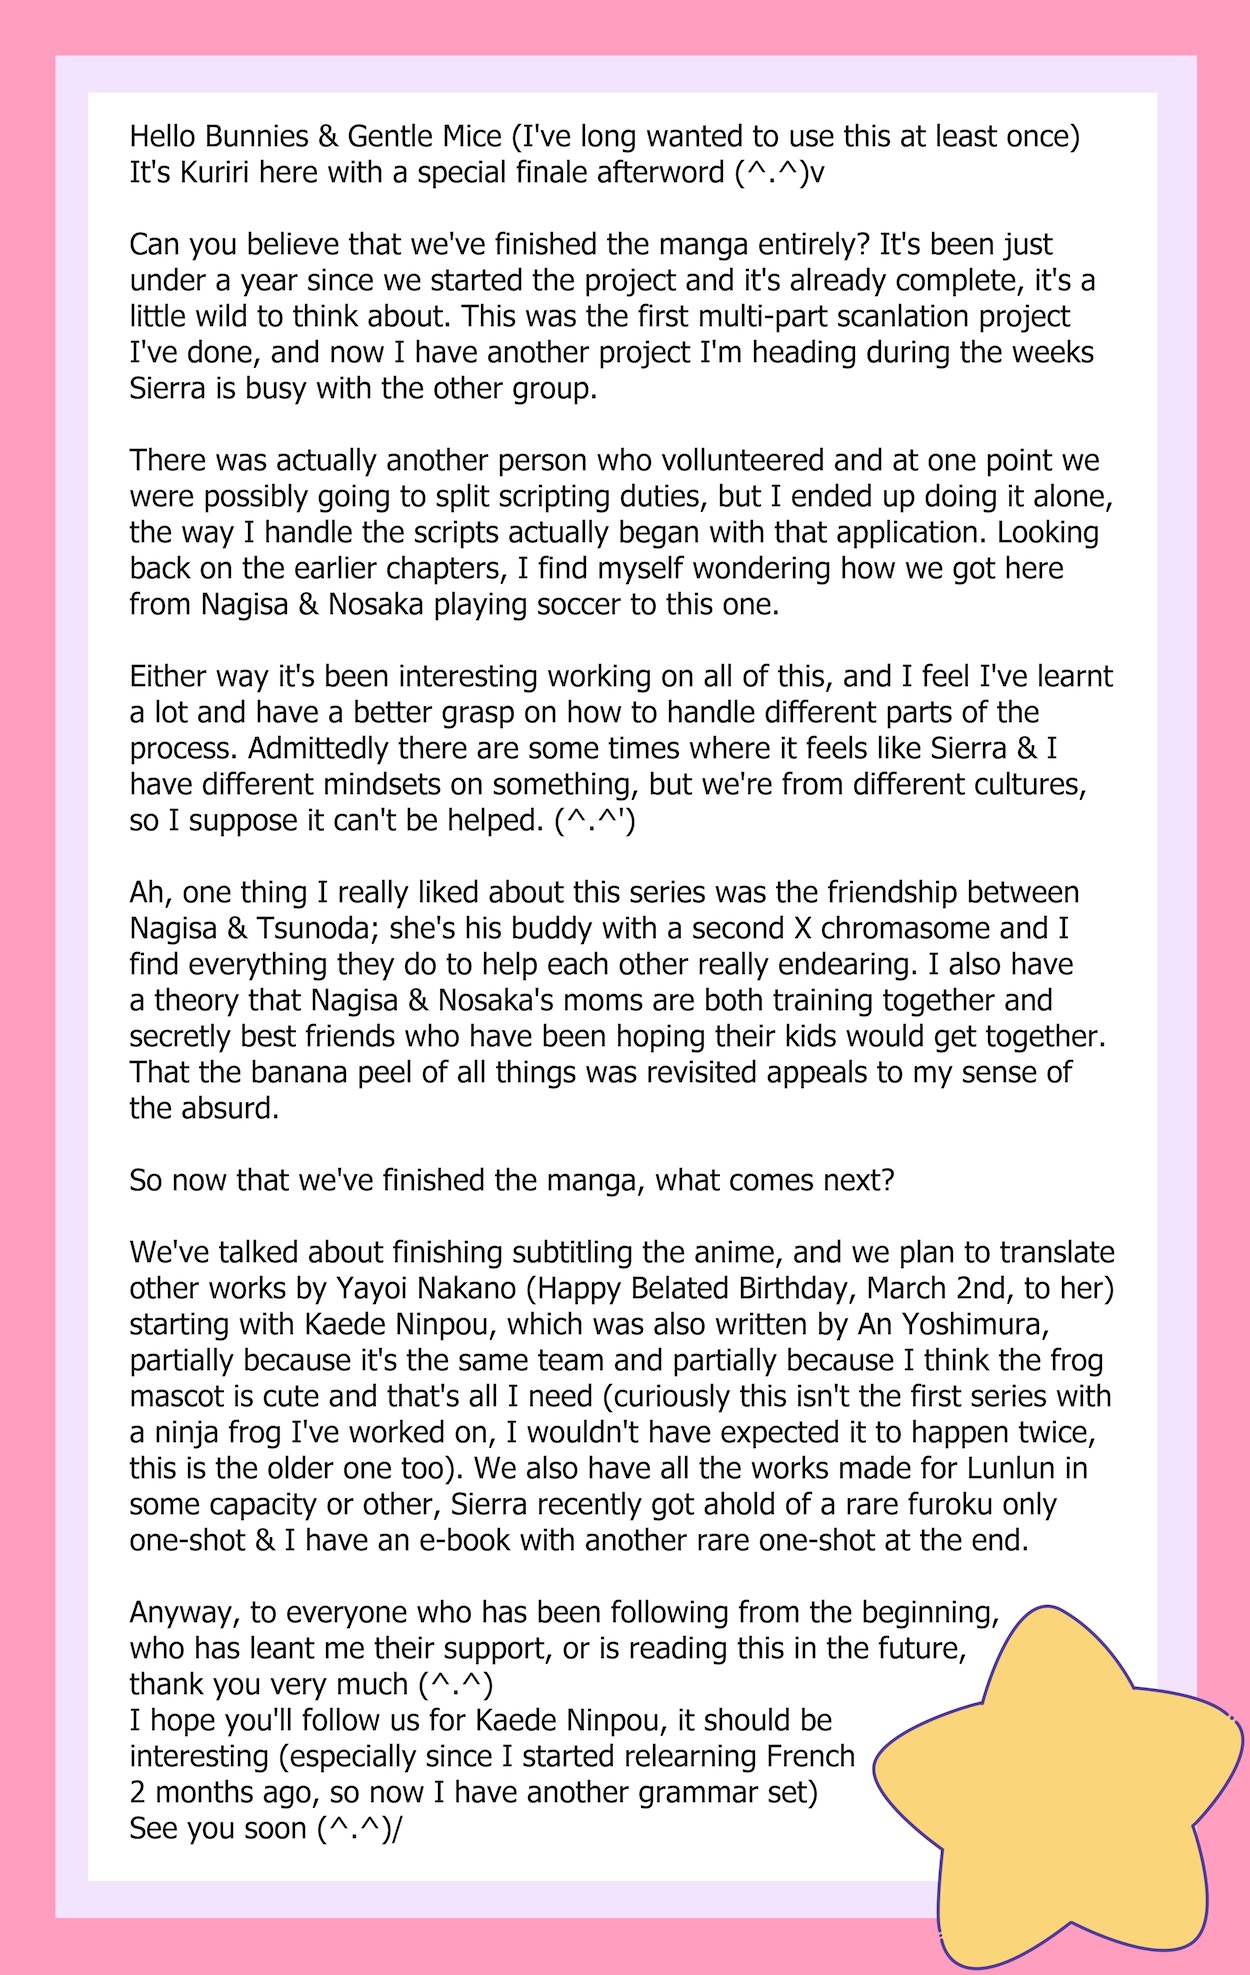 Hello Bunnies & Gentle Mice (I've long wanted to use this at least once)
It's Kuriri here with a special finale afterword (^.^)v
Can you believe that we've finished the manga entirely? It's been just
under a year since we started the project and it's already complete, it's a
little wild to think about. This was the first multi-part scanlation project
I've done, and now I have another project I'm heading during the weeks
Sierra is busy with the other group.
There was actually another person who vollunteered and at one point we
were possibly going to split scripting duties, but I ended up doing it alone,
the way I handle the scripts actually began with that application. Looking
back on the earlier chapters, I find myself wondering how we got here
from Nagisa & Nosaka playing soccer to this one.
Either way it's been interesting working on all of this, and I feel I've learnt
a lot and have a better grasp on how to handle different parts of the
process. Admittedly there are some times where it feels like Sierra & I
have different mindsets on something, but we're from different cultures,
so I suppose it can't be helped. (^.^')
Ah, one thing I really liked about this series was the friendship between
Nagisa & Tsunoda; she's his buddy with a second X chromasome and I
find everything they do to help each other really endearing. I also have
a theory that Nagisa & Nosaka's moms are both training together and
secretly best friends who have been hoping their kids would get together.
That the banana peel of all things was revisited appeals to my sense of
the absurd.
So now that we've finished the manga, what comes next?
We've talked about finishing subtitling the anime, and we plan to translate
other works by Yayoi Nakano (Happy Belated Birthday, March 2nd, to her)
starting with Kaede Ninpou, which was also written by An Yoshimura,
partially because it's the same team and partially because I think the frog
mascot is cute and that's all I need (curiously this isn't the first series with
a ninja frog I've worked on, I wouldn't have expected it to happen twice,
this is the older one too). We also have all the works made for Lunlun in
some capacity or other, Sierra recently got ahold of a rare furoku only
one-shot & I have an e-book with another rare one-shot at the end.
Anyway, to everyone who has been following from the beginning,
who has leant me their support, or is reading this in the future,
thank you very much (^.^)
I hope you'll follow us for Kaede Ninpou, it should be
interesting (especially since I started relearning French
2 months ago, so now I have another grammar set)
See you soon (^.^)/